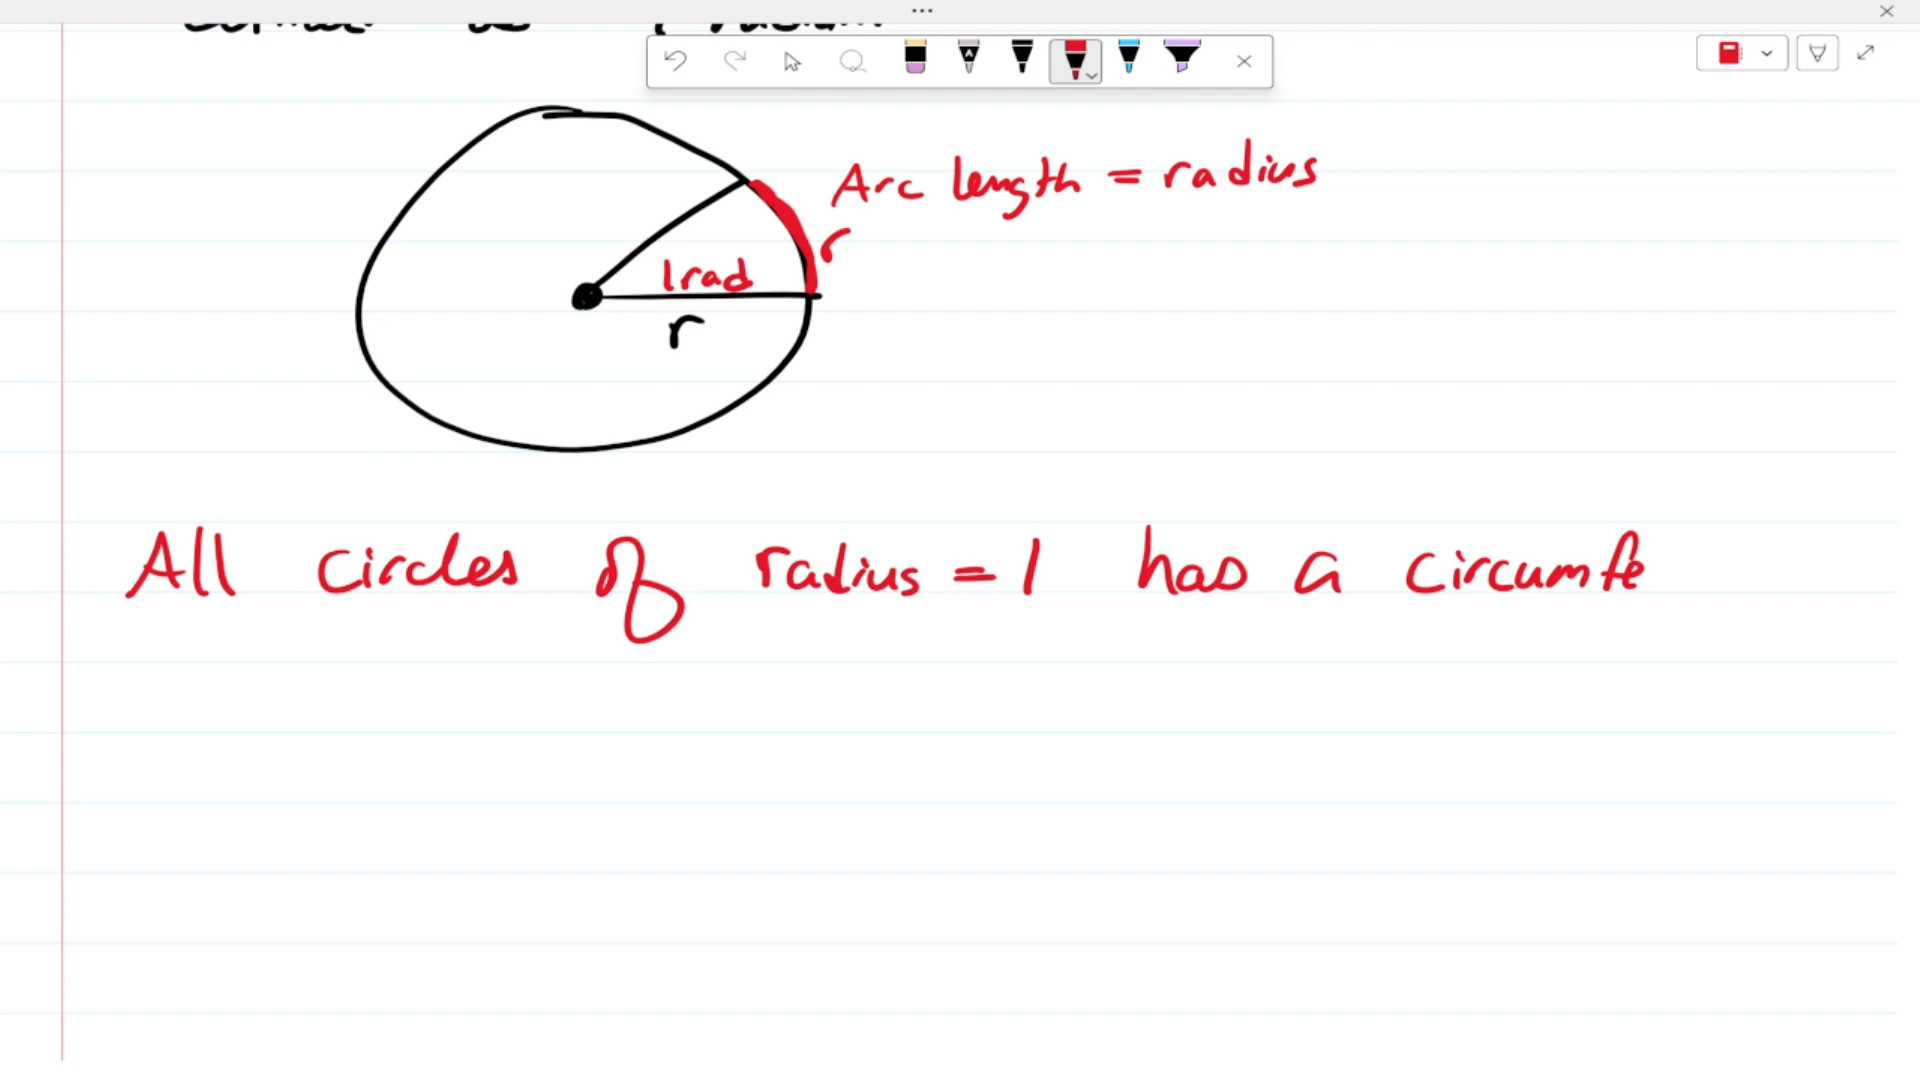 Arc length = radius
r
1rad
r
All circles of radius = 1 has a circumfe